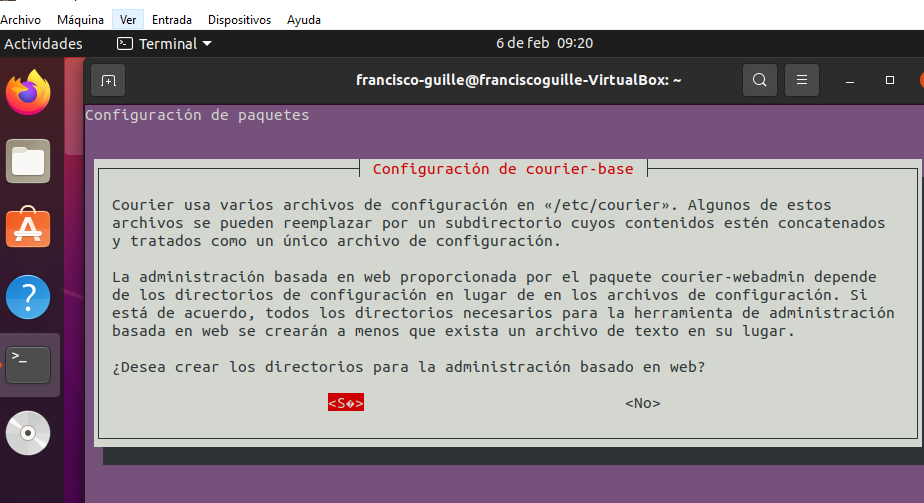 Archivo Máquina Ver Entrada Dispositivos Ayuda
Actividades Terminal 6 de feb 09:20
francisco-guille@franciscoguille-VirtualBox: ~
Configuración de paquetes
Configuración de courier-base
Courier usa varios archivos de configuración en «/etc/courier». Algunos de estos
archivos se pueden reemplazar por un subdirectorio cuyos contenidos estén concatenados
y tratados como un único archivo de configuración.
La administración basada en web proporcionada por el paquete courier-webadmin depende
de los directorios de configuración en lugar de en los archivos de configuración. Si
está de acuerdo, todos los directorios necesarios para la herramienta de administración
basada en web se crearán a menos que exista un archivo de texto en su lugar.
¿Desea crear los directorios para la administración basado en web?
<S�> <No>